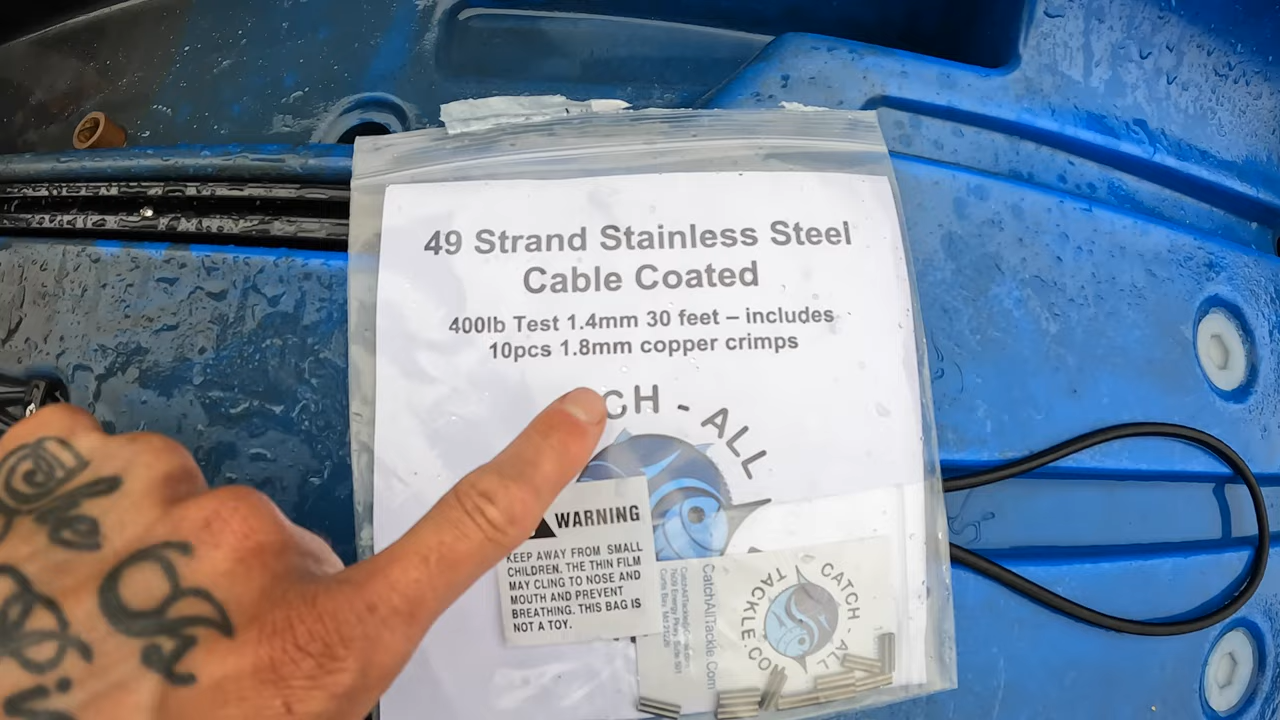 49 Strand Stainless Steel
Cable Coated
400lb Test 1.4mm 30 feet – includes
10pcs 1.8mm copper crimps
CH - ALL
WARNING
KEEP AWAY FROM SMALL
CHILDREN. THE THIN FILM
MAY CLING TO NOSE AND
MOUTH AND PREVENT
BREATHING. THIS BAG IS
NOT A TOY.
CatchAllTackle.Com
CATCH - ALL
TACKLE.CO